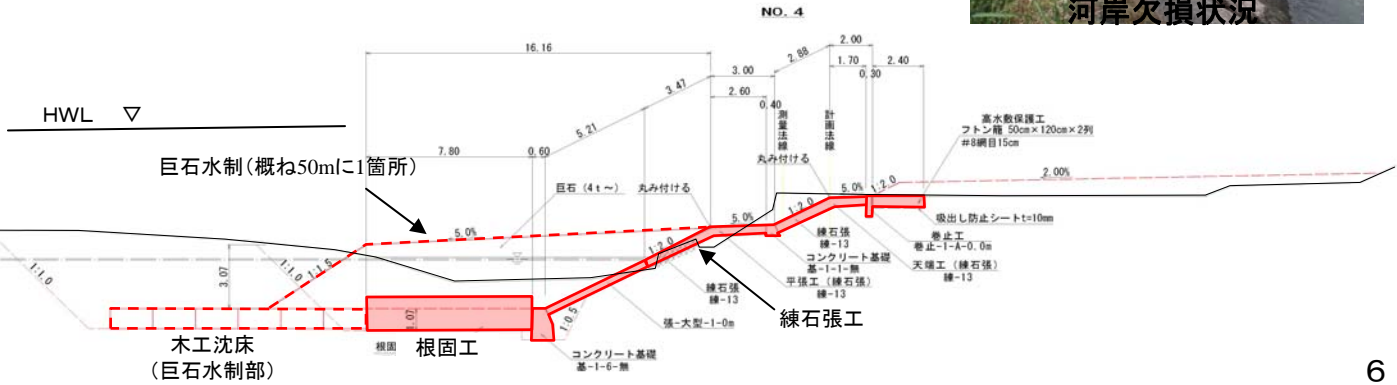 河岸欠損状況
NO. 4
16.16
3.00
2.88
2.00
2.60
0.40
1.70
0.30
2.40
3.47
5.21
7.80
0.60
HWL ▽
測量法線
計画法線
高水敷保護工
フトン籠 50cm×120cm×2列
#8網目15cm
巨石水制(概ね50mに1箇所)
巨石 (4t～)
丸み付ける
丸み付ける
5.0%
5.0%
5.0%
1:2.0
2.00%
1:2.0
1:2.0
吸出し防止シートt=10mm
巻止工
巻止-1-A-0.0m
天端工 (練石張)
練-13
練石張
練-13
コンクリート基礎
基-1-1-無
平張工 (練石張)
練-13
練石張
練-13
張-大型-1-0m
練石張工
1:1.0
3.07
1:1.0
1:1.5
1.07
1:0.5
木工沈床
(巨石水制部)
根固
根固工
コンクリート基礎
基-1-6-無
6